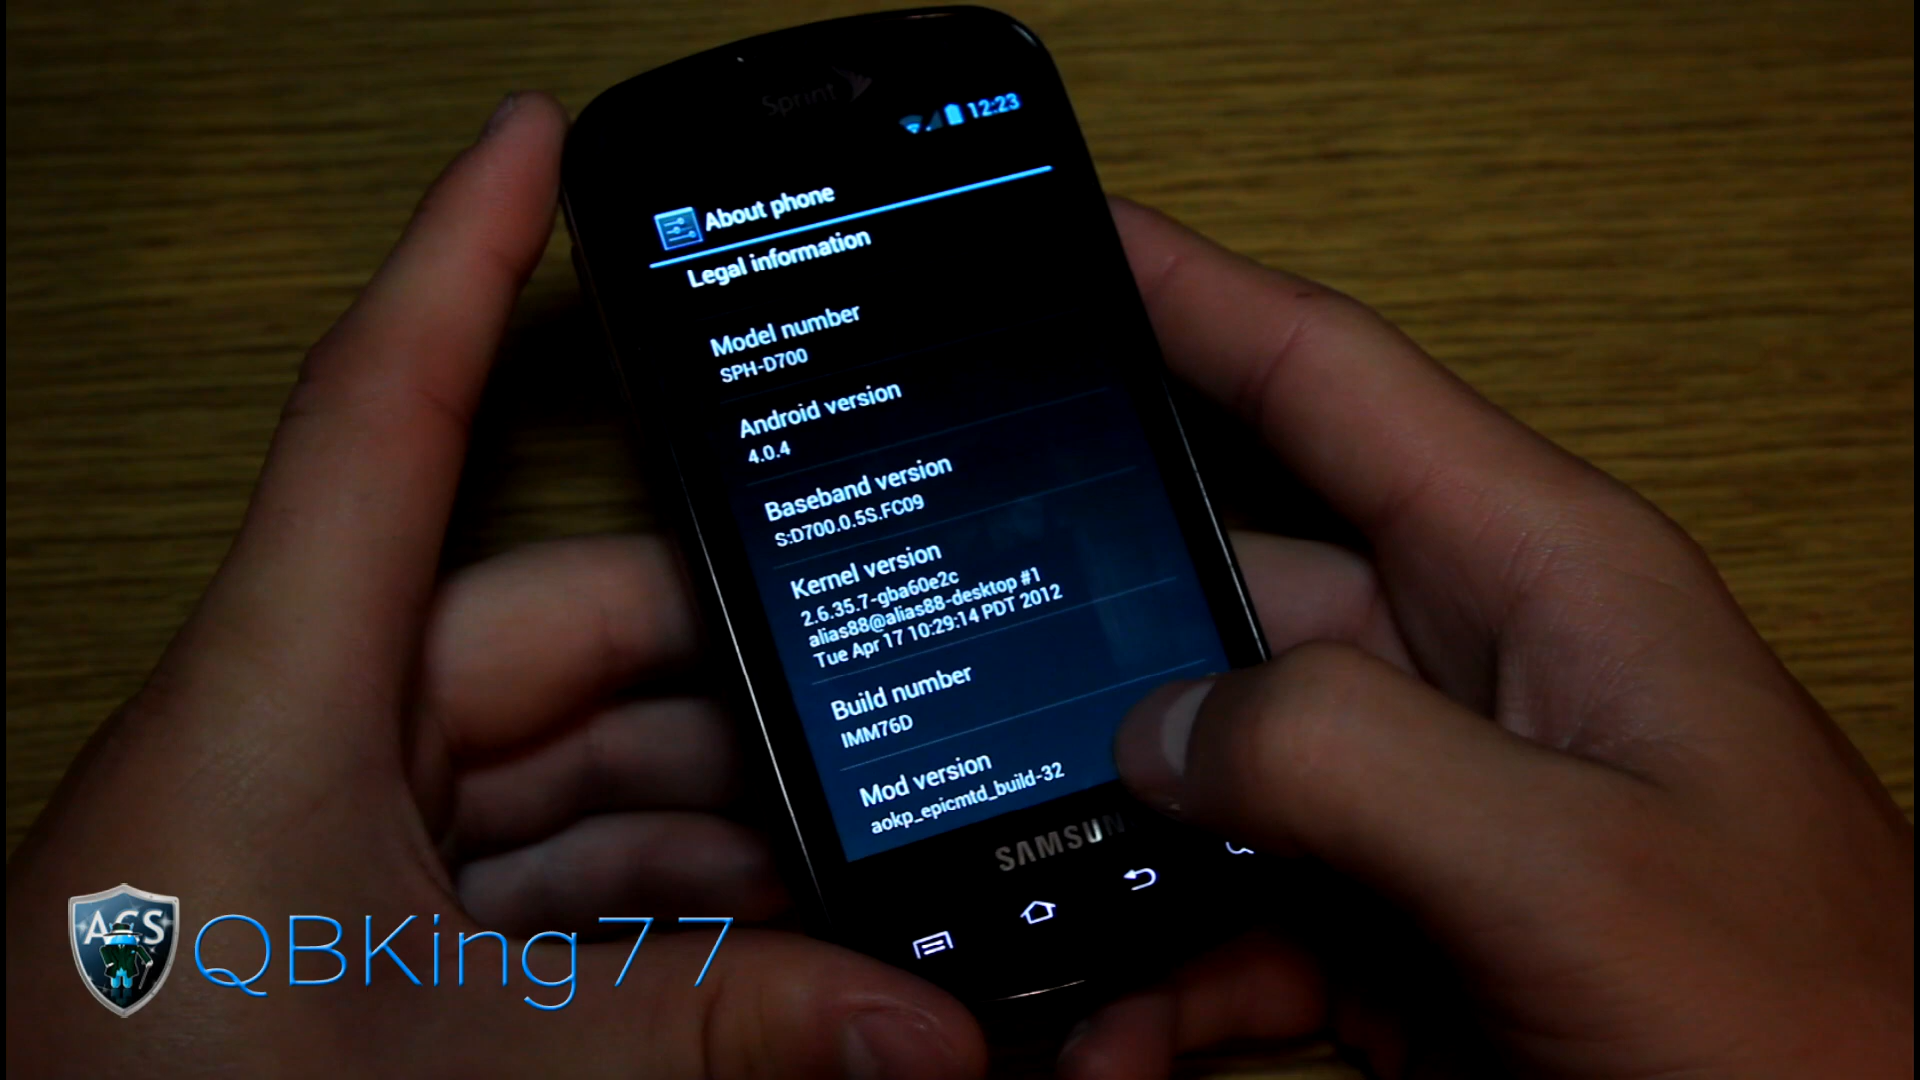 Sprint
12:23
About phone
Legal information
Model number
SPH-D700
Android version
4.0.4
Baseband version
S:D700.0.5S.FC09
Kernel version
2.6.35.7-gba60e2c
alias88@alias88-desktop #1
Tue Apr 17 10:29:14 PDT 2012
Build number
IMM76D
Mod version
aokp_epicmtd_build-32
SAMSUN
ACS
QBKing77